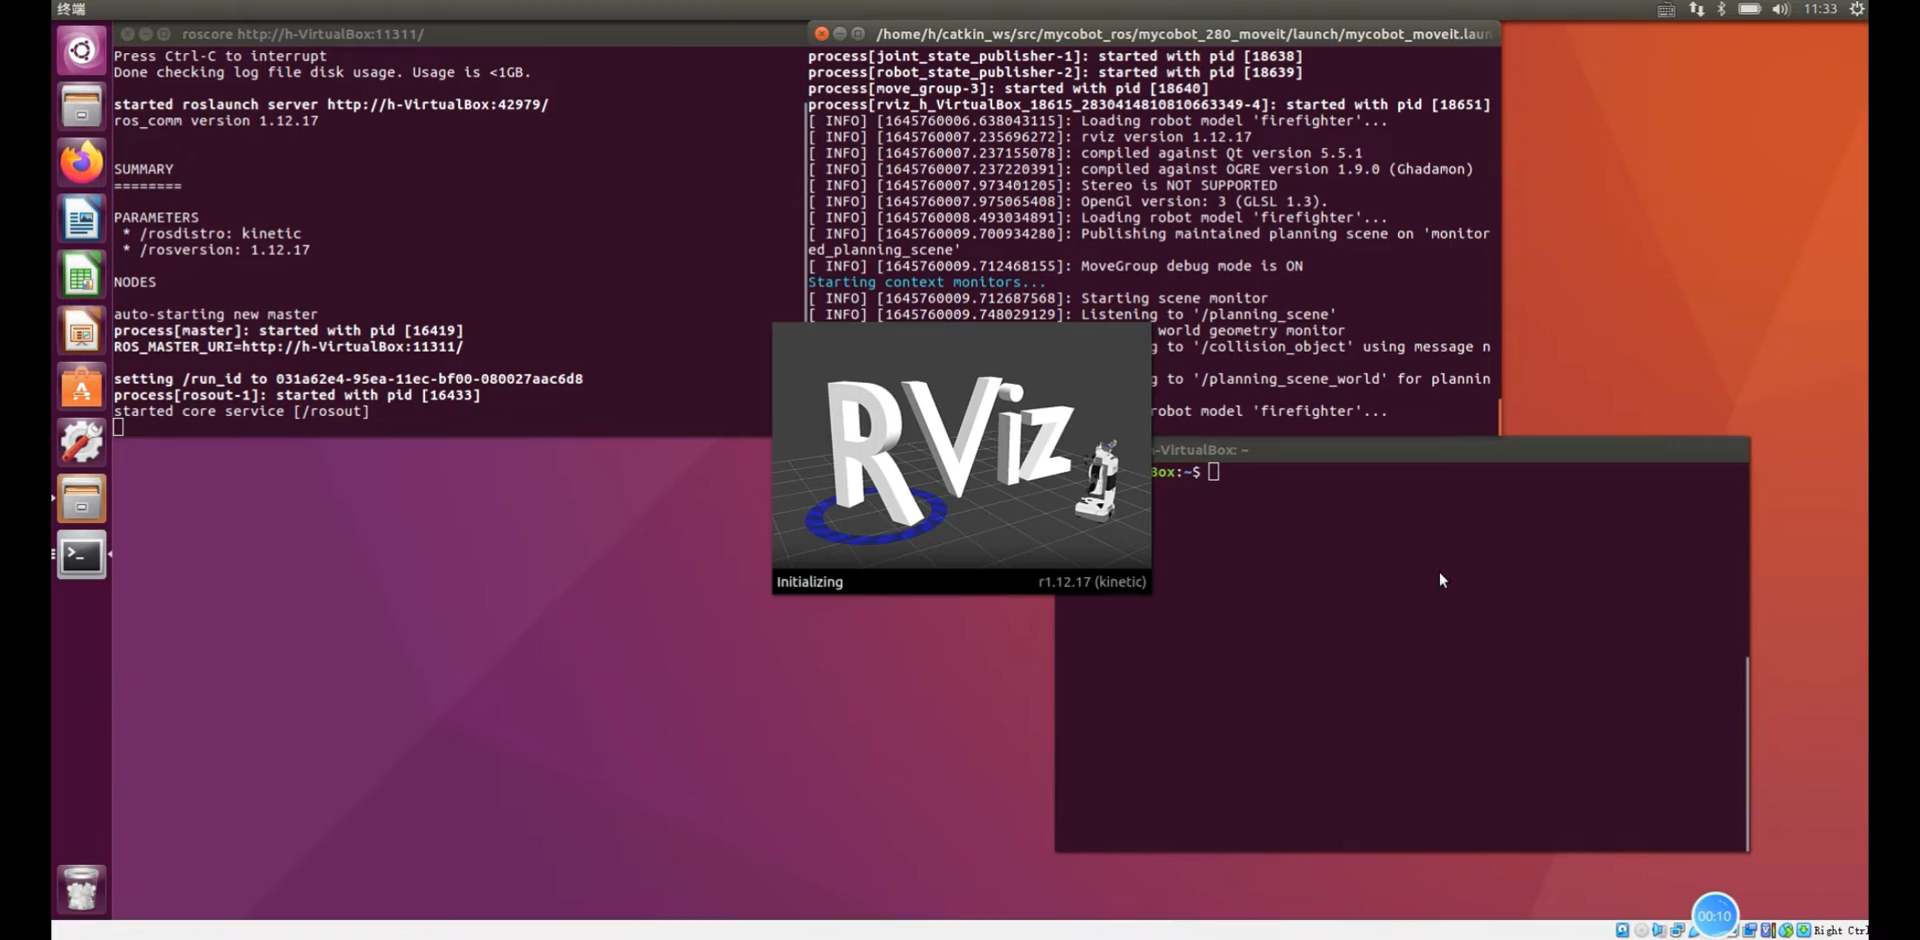 终端
11:33
roscore http://h-VirtualBox:11311/
Press Ctrl-C to interrupt
Done checking log file disk usage. Usage is <1GB.
started roslaunch server http://h-VirtualBox:42979/
ros_comm version 1.12.17
SUMMARY
========
PARAMETERS
* /rosdistro: kinetic
* /rosversion: 1.12.17
NODES
auto-starting new master
process[master]: started with pid [16419]
ROS_MASTER_URI=http://h-VirtualBox:11311/
setting /run_id to 031a62e4-95ea-11ec-bf00-080027aac6d8
process[rosout-1]: started with pid [16433]
started core service [/rosout]
/home/h/catkin_ws/src/mycobot_ros/mycobot_280_moveit/launch/mycobot_moveit.laun
process[joint_state_publisher-1]: started with pid [18638]
process[robot_state_publisher-2]: started with pid [18639]
process[move_group-3]: started with pid [18640]
process[rviz_h_VirtualBox_18615_2830414810810663349-4]: started with pid [18651]
[ INFO] [1645760006.638043115]: Loading robot model 'firefighter'...
[ INFO] [1645760007.235696272]: rviz version 1.12.17
[ INFO] [1645760007.237155078]: compiled against Qt version 5.5.1
[ INFO] [1645760007.237220391]: compiled against OGRE version 1.9.0 (Ghadamon)
[ INFO] [1645760007.973401205]: Stereo is NOT SUPPORTED
[ INFO] [1645760007.975065408]: OpenGl version: 3 (GLSL 1.3).
[ INFO] [1645760008.493034891]: Loading robot model 'firefighter'...
[ INFO] [1645760009.700934280]: Publishing maintained planning scene on 'monitor
ed_planning_scene'
[ INFO] [1645760009.712468155]: MoveGroup debug mode is ON
Starting context monitors...
[ INFO] [1645760009.712687568]: Starting scene monitor
[ INFO] [1645760009.748029129]: Listening to '/planning_scene'
world geometry monitor
g to '/collision_object' using message n
g to '/planning_scene_world' for plannin
robot model 'firefighter'...
RViz
Initializing
r1.12.17 (kinetic)
h-VirtualBox: ~
Box:~$
00:10
Right Ctrl